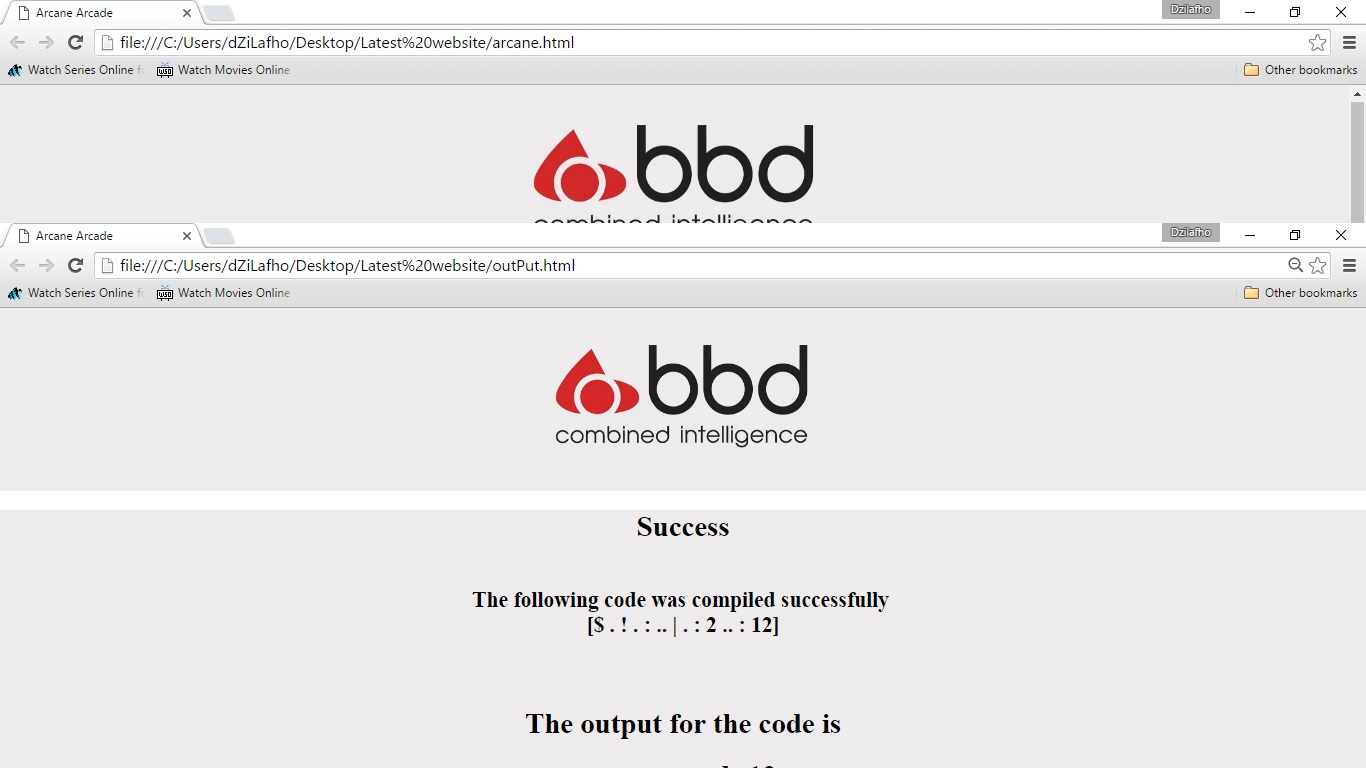 Arcane Arcade
Dzilafho
file:///C:/Users/dZiLafho/Desktop/Latest%20website/arcane.html
Watch Series Online
Watch Movies Online
Other bookmarks
bbd
combined intelligence
Arcane Arcade
Dzilafho
file:///C:/Users/dZiLafho/Desktop/Latest%20website/outPut.html
Watch Series Online
Watch Movies Online
Other bookmarks
bbd
combined intelligence
Success
The following code was compiled successfully
[$ . ! . : .. | . : 2 .. : 12]
The output for the code is